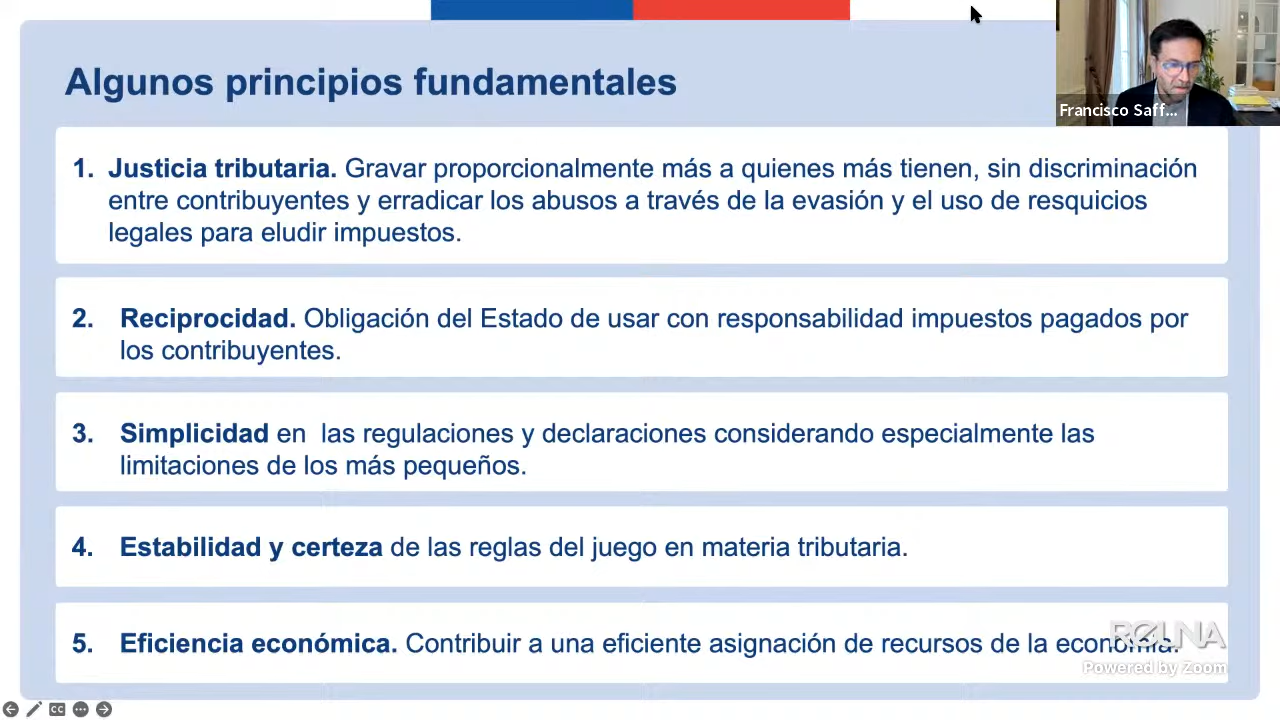 Algunos principios fundamentales
Francisco Saff...
1. Justicia tributaria. Gravar proporcionalmente más a quienes más tienen, sin discriminación
entre contribuyentes y erradicar los abusos a través de la evasión y el uso de resquicios
legales para eludir impuestos.
2. Reciprocidad. Obligación del Estado de usar con responsabilidad impuestos pagados por
los contribuyentes.
3. Simplicidad en las regulaciones y declaraciones considerando especialmente las
limitaciones de los más pequeños.
4. Estabilidad y certeza de las reglas del juego en materia tributaria.
5. Eficiencia económica. Contribuir a una eficiente asignación de recursos de la economía.
Powered by Zoom
CC